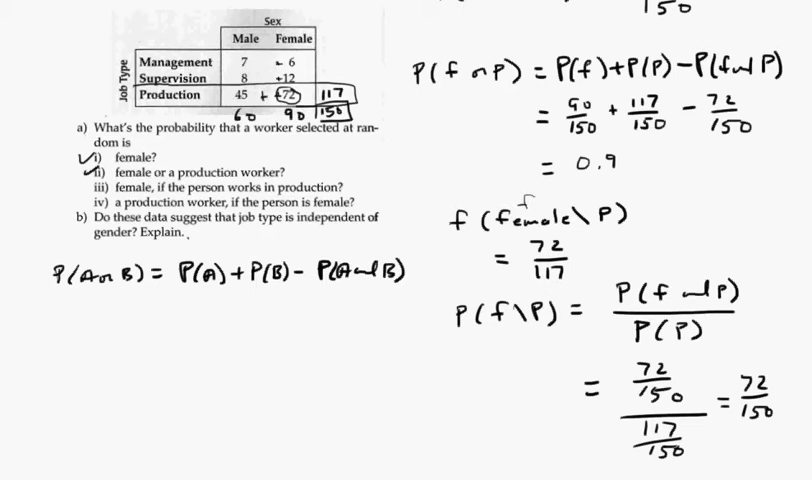 150
Sex
Male Female
Job Type
Management 7 6
Supervision 8 12
Production 45 + 72 117
60 90 150
a) What's the probability that a worker selected at ran-
dom is
i) female?
ii) female or a production worker?
iii) female, if the person works in production?
iv) a production worker, if the person is female?
b) Do these data suggest that job type is independent of
gender? Explain.
P(A or B) = P(A) + P(B) - P(A and B)
P(f or P) = P(f) + P(P) - P(f and P)
= 90/150 + 117/150 - 72/150
= 0.9
f
f (female \ P)
= 72/117
P(f \ P) = P(f and P) / P(P)
= 72/150 / 117/150 = 72/150